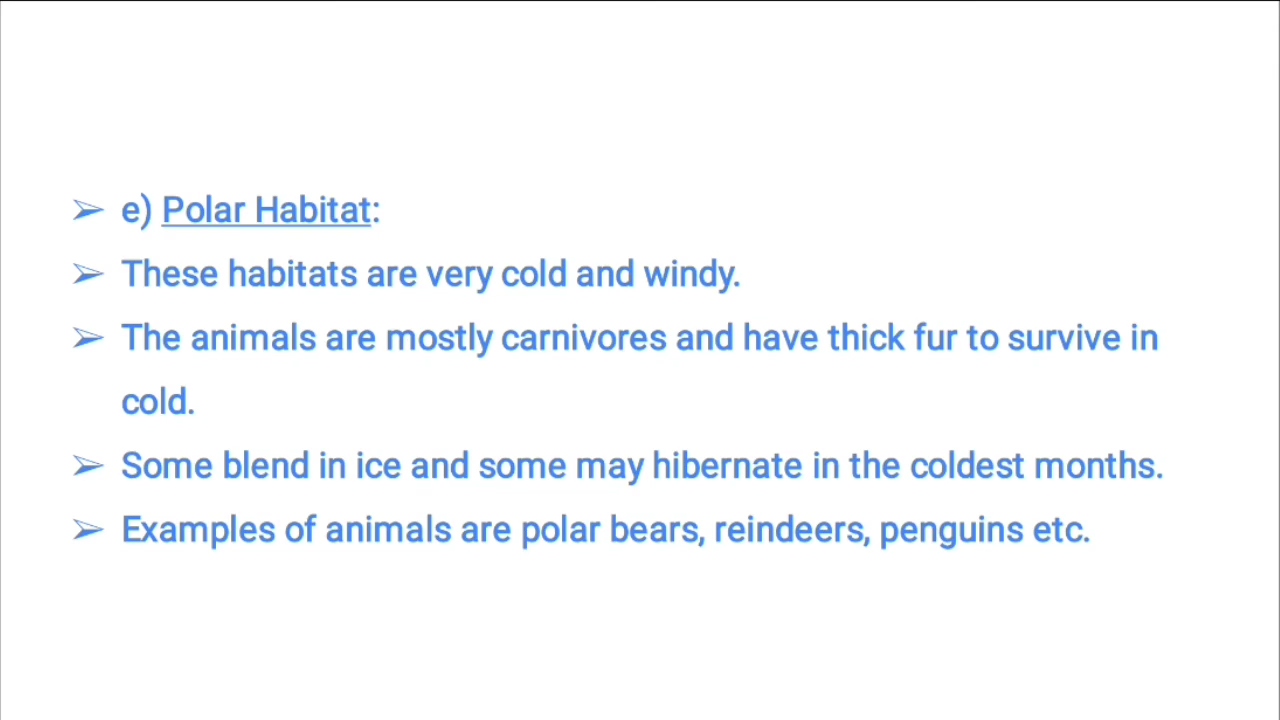 ➢ e) Polar Habitat:
➢ These habitats are very cold and windy.
➢ The animals are mostly carnivores and have thick fur to survive in
cold.
➢ Some blend in ice and some may hibernate in the coldest months.
➢ Examples of animals are polar bears, reindeers, penguins etc.